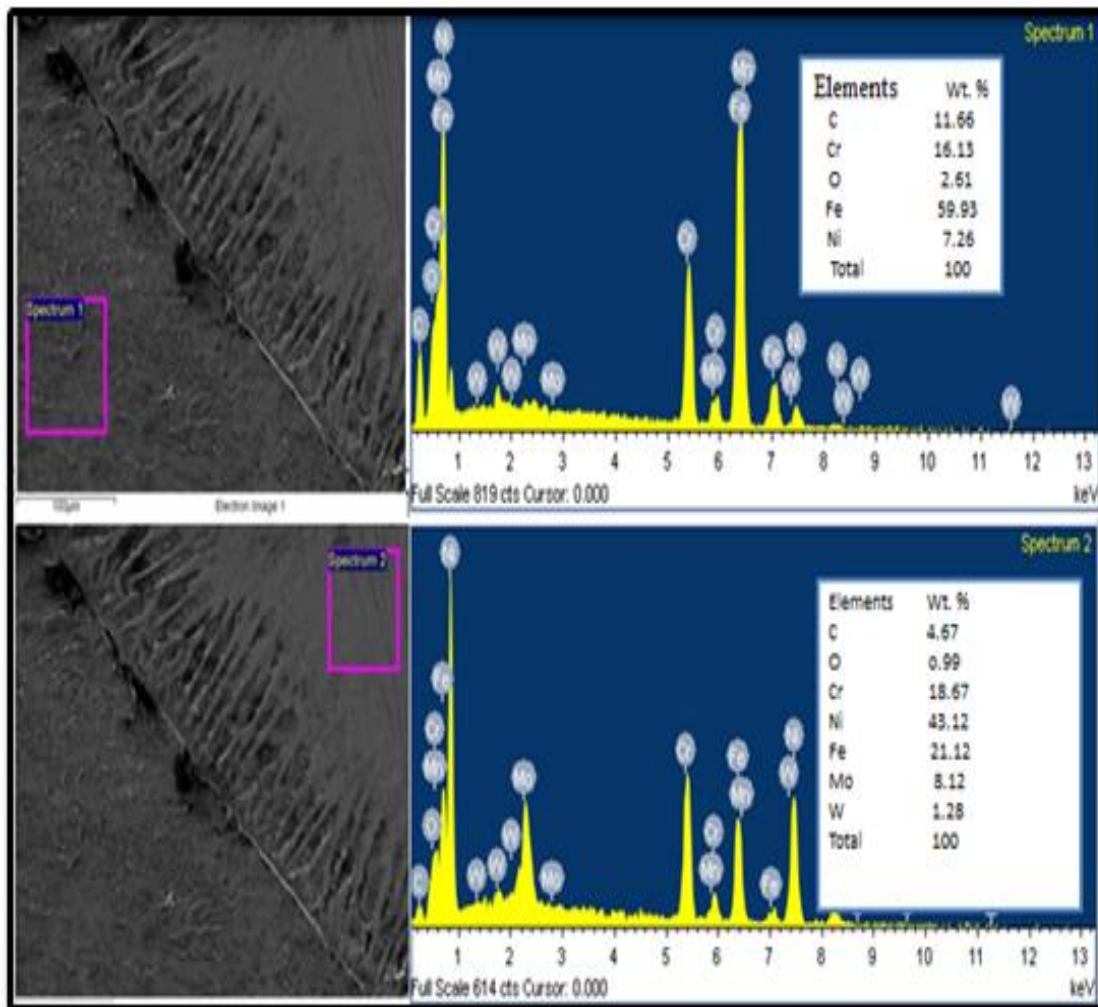 Spectrum 1
Spectrum 1
Elements Wt. %
C 11.66
Cr 16.13
O 2.61
Fe 59.93
Ni 7.26
Total 100
1 2 3 4 5 6 7 8 9 10 11 12 13
Full Scale 819 cts Cursor: 0.000 keV
100µm Electron Image 1
Spectrum 2
Spectrum 2
Elements Wt. %
C 4.67
O 0.99
Cr 18.67
Ni 43.12
Fe 21.12
Mo 8.12
W 1.28
Total 100
1 2 3 4 5 6 7 8 9 10 11 12 13
Full Scale 614 cts Cursor: 0.000 keV